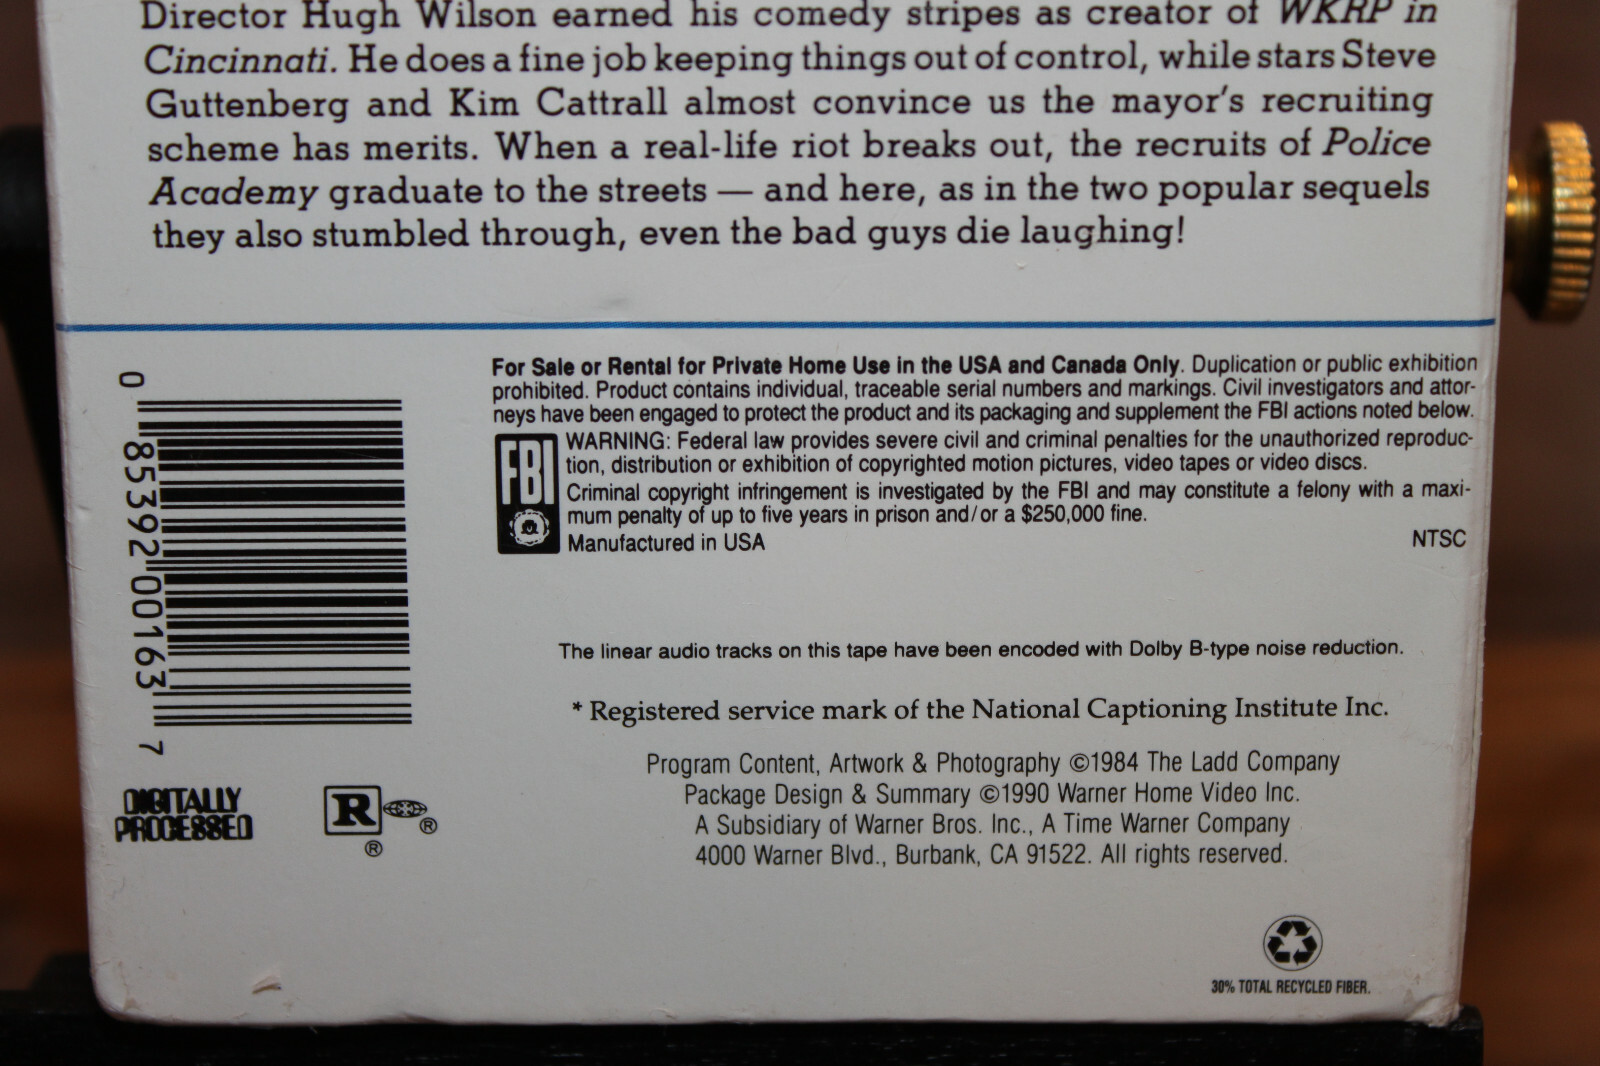 Director Hugh Wilson earned his comedy stripes as creator of WKRP in
Cincinnati. He does a fine job keeping things out of control, while stars Steve
Guttenberg and Kim Cattrall almost convince us the mayor's recruiting
scheme has merits. When a real-life riot breaks out, the recruits of Police
Academy graduate to the streets — and here, as in the two popular sequels
they also stumbled through, even the bad guys die laughing!
For Sale or Rental for Private Home Use in the USA and Canada Only. Duplication or public exhibition
prohibited. Product contains individual, traceable serial numbers and markings. Civil investigators and attor-
neys have been engaged to protect the product and its packaging and supplement the FBI actions noted below.
FBI
WARNING: Federal law provides severe civil and criminal penalties for the unauthorized reproduc-
tion, distribution or exhibition of copyrighted motion pictures, video tapes or video discs.
Criminal copyright infringement is investigated by the FBI and may constitute a felony with a maxi-
mum penalty of up to five years in prison and/or a $250,000 fine.
Manufactured in USA
NTSC
0 85392 00163 7
The linear audio tracks on this tape have been encoded with Dolby B-type noise reduction.
* Registered service mark of the National Captioning Institute Inc.
Program Content, Artwork & Photography ©1984 The Ladd Company
Package Design & Summary ©1990 Warner Home Video Inc.
A Subsidiary of Warner Bros. Inc., A Time Warner Company
4000 Warner Blvd., Burbank, CA 91522. All rights reserved.
DIGITALLY
PROCESSED
R ® ®
30% TOTAL RECYCLED FIBER.